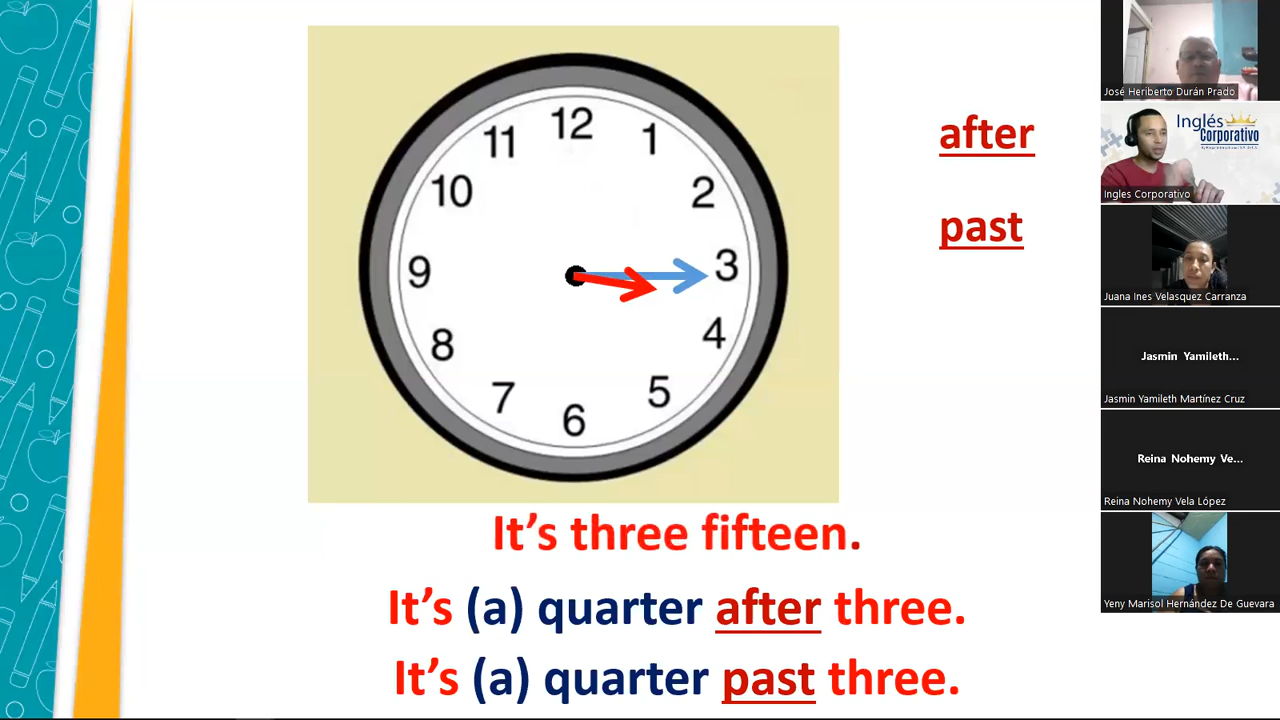 12
11
1
10
2
9
3
8
4
7
5
6
after
past
It's three fifteen.
It's (a) quarter after three.
It's (a) quarter past three.
José Heriberto Durán Prado
Inglés
Corporativo
Ingles Corporativo
Juana Ines Velasquez Carranza
Jasmin Yamileth...
Jasmin Yamileth Martínez Cruz
Reina Nohemy Ve...
Reina Nohemy Vela López
Yeny Marisol Hernández De Guevara